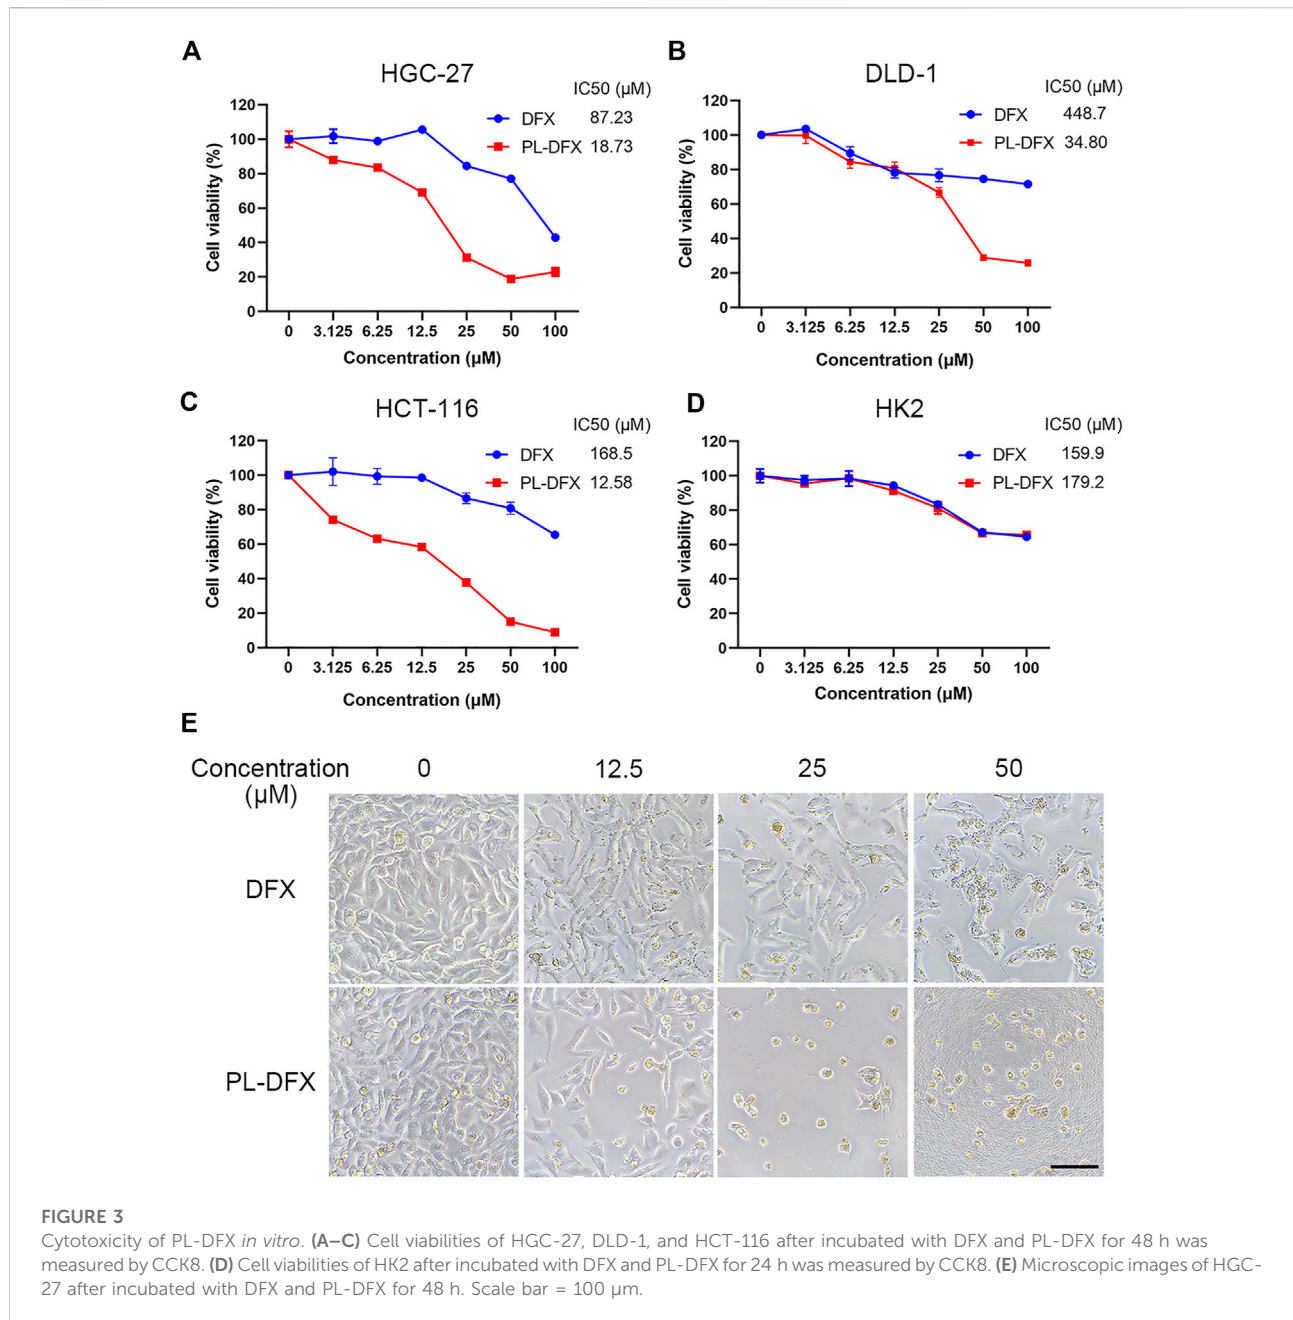 A
HGC-27
IC50 (µM)
DFX 87.23
PL-DFX 18.73
Cell viability (%)
120
100
80
60
40
20
0
0 3.125 6.25 12.5 25 50 100
Concentration (µM)
B
DLD-1
IC50 (µM)
DFX 448.7
PL-DFX 34.80
Cell viability (%)
120
100
80
60
40
20
0
0 3.125 6.25 12.5 25 50 100
Concentration (µM)
C
HCT-116
IC50 (µM)
DFX 168.5
PL-DFX 12.58
Cell viability (%)
120
100
80
60
40
20
0
0 3.125 6.25 12.5 25 50 100
Concentration (µM)
D
HK2
IC50 (µM)
DFX 159.9
PL-DFX 179.2
Cell viability (%)
120
100
80
60
40
20
0
0 3.125 6.25 12.5 25 50 100
Concentration (µM)
E
Concentration 0 12.5 25 50
(µM)
DFX
PL-DFX
FIGURE 3
Cytotoxicity of PL-DFX in vitro. (A–C) Cell viabilities of HGC-27, DLD-1, and HCT-116 after incubated with DFX and PL-DFX for 48 h was
measured by CCK8. (D) Cell viabilities of HK2 after incubated with DFX and PL-DFX for 24 h was measured by CCK8. (E) Microscopic images of HGC-
27 after incubated with DFX and PL-DFX for 48 h. Scale bar = 100 µm.